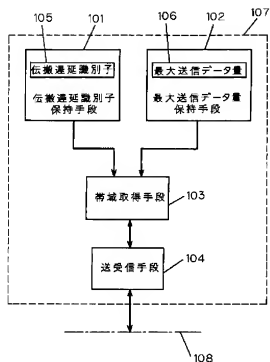 101
102
107
105
106
伝搬遅延識別子
最大送信データ量
伝搬遅延識別子
保持手段
最大送信データ量
保持手段
帯域取得手段
103
送受信手段
104
108